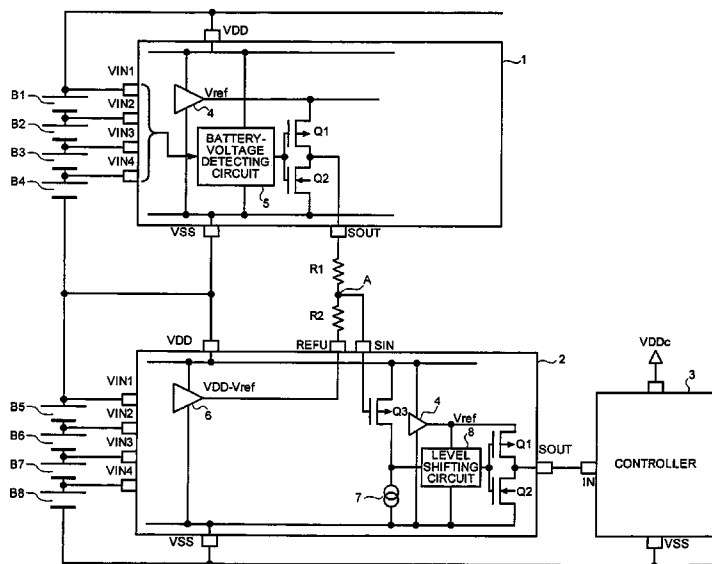 VDD
1
VIN1
B1
VIN2
B2
VIN3
B3
VIN4
B4
Vref
4
BATTERY-
VOLTAGE
DETECTING
CIRCUIT
5
Q1
Q2
VSS
SOUT
R1
A
R2
VDD
REFU
SIN
2
VIN1
B5
VIN2
B6
VIN3
B7
VIN4
B8
VDD-Vref
6
Q3
4
Vref
8
LEVEL
SHIFTING
CIRCUIT
7
Q1
Q2
SOUT
VSS
VDDc
3
IN
CONTROLLER
VSS